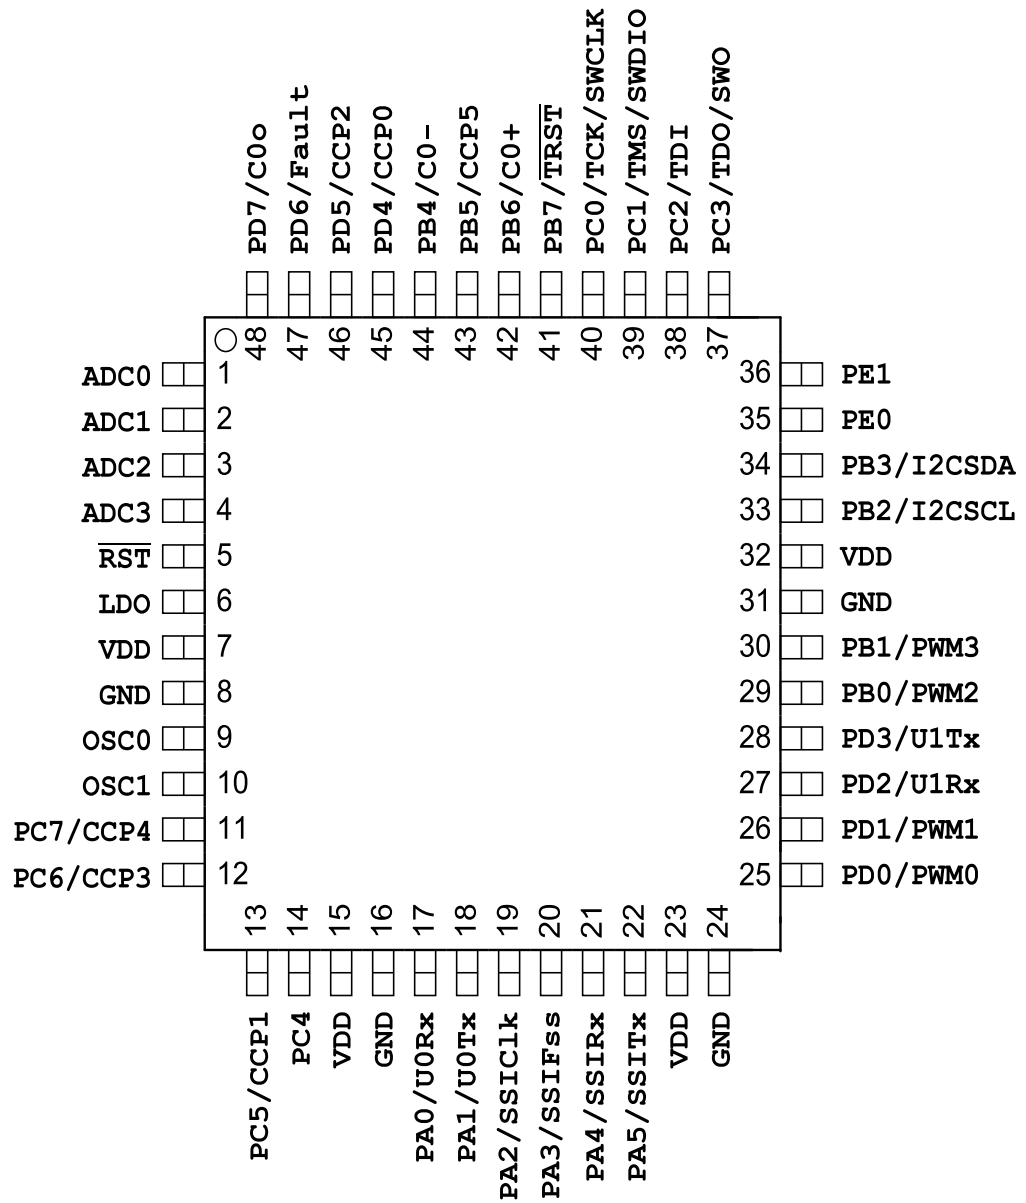 PD7/C0o
PD6/Fault
PD5/CCP2
PD4/CCP0
PB4/C0-
PB5/CCP5
PB6/C0+
PB7/TRST
PC0/TCK/SWCLK
PC1/TMS/SWDIO
PC2/TDI
PC3/TDO/SWO
48 47 46 45 44 43 42 41 40 39 38 37
ADC0 1
ADC1 2
ADC2 3
ADC3 4
RST 5
LDO 6
VDD 7
GND 8
OSC0 9
OSC1 10
PC7/CCP4 11
PC6/CCP3 12
36 PE1
35 PE0
34 PB3/I2CSDA
33 PB2/I2CSCL
32 VDD
31 GND
30 PB1/PWM3
29 PB0/PWM2
28 PD3/U1Tx
27 PD2/U1Rx
26 PD1/PWM1
25 PD0/PWM0
13 14 15 16 17 18 19 20 21 22 23 24
PC5/CCP1
PC4
VDD
GND
PA0/U0Rx
PA1/U0Tx
PA2/SSIClk
PA3/SSIFss
PA4/SSIRx
PA5/SSITx
VDD
GND